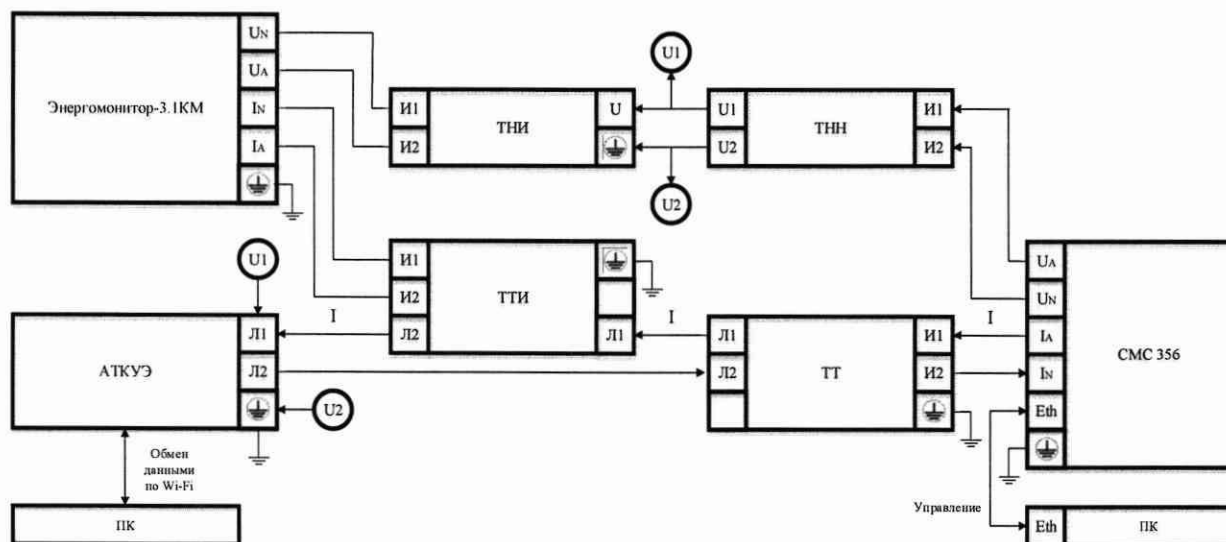 Энергомонитор-3.1КМ
UN
UA
IN
IA
И1
И2
ТНИ
U
U1
U2
U1
U2
ТНН
И1
И2
U1
И1
И2
Л2
ТТИ
Л1
I
I
I
АТКУЭ
Л1
Л2
U2
Л1
Л2
ТТ
И1
И2
UA
UN
IA
IN
Eth
СМС 356
Обмен
данными
по Wi-Fi
ПК
Управление
Eth
ПК